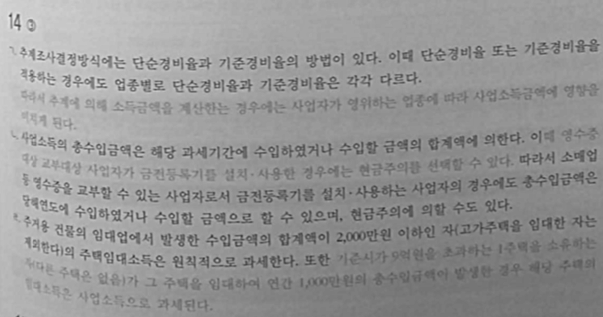 14 ③
ㄱ. 추계조사결정방식에는 단순경비율과 기준경비율의 방법이 있다. 이때 단순경비율 또는 기준경비율을
적용하는 경우에도 업종별로 단순경비율과 기준경비율은 각각 다르다.
따라서 추계에 의해 소득금액을 계산한는 경우에는 사업자가 영위하는 업종에 따라 사업소득금액에 영향을
미치게 된다.
ㄴ. 사업소득의 총수입금액은 해당 과세기간에 수입하였거나 수입할 금액의 합계액에 의한다. 이때 영수증
대상 교부대상 사업자가 금전등록기를 설치·사용한 경우에는 현금주의를 선택할 수 있다. 따라서 소매업
등 영수증을 교부할 수 있는 사업자로서 금전등록기를 설치·사용하는 사업자의 경우에도 총수입금액은
당해연도에 수입하였거나 수입할 금액으로 할 수 있으며, 현금주의에 의할 수도 있다.
주거용 건물의 임대업에서 발생한 수입금액의 합계액이 2,000만원 이하인 자(고가주택을 임대한 자는
제외한다)의 주택임대소득은 원칙적으로 과세한다. 또한 기준시가 9억원을 초과하는 1주택을 소유하는
자(다른 주택은 없음)가 그 주택을 임대하여 연간 1,000만원의 총수입금액이 발생한 경우 해당 주택의
임대소득은 사업소득으로 과세된다.